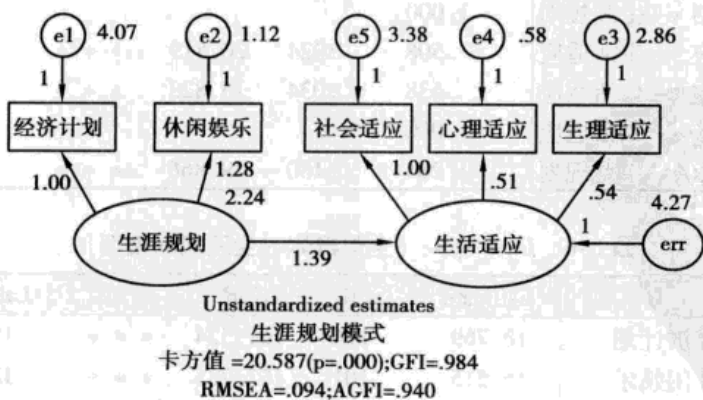 e1 4.07 e2 1.12 e5 3.38 e4 .58 e3 2.86
1 1 1 1 1
经济计划 休闲娱乐 社会适应 心理适应 生理适应
1.00 1.28 1.00 .51 .54
2.24 4.27
生涯规划 1.39 生活适应 1 err
Unstandardized estimates
生涯规划模式
卡方值 =20.587(p=.000);GFI=.984
RMSEA=.094;AGFI=.940